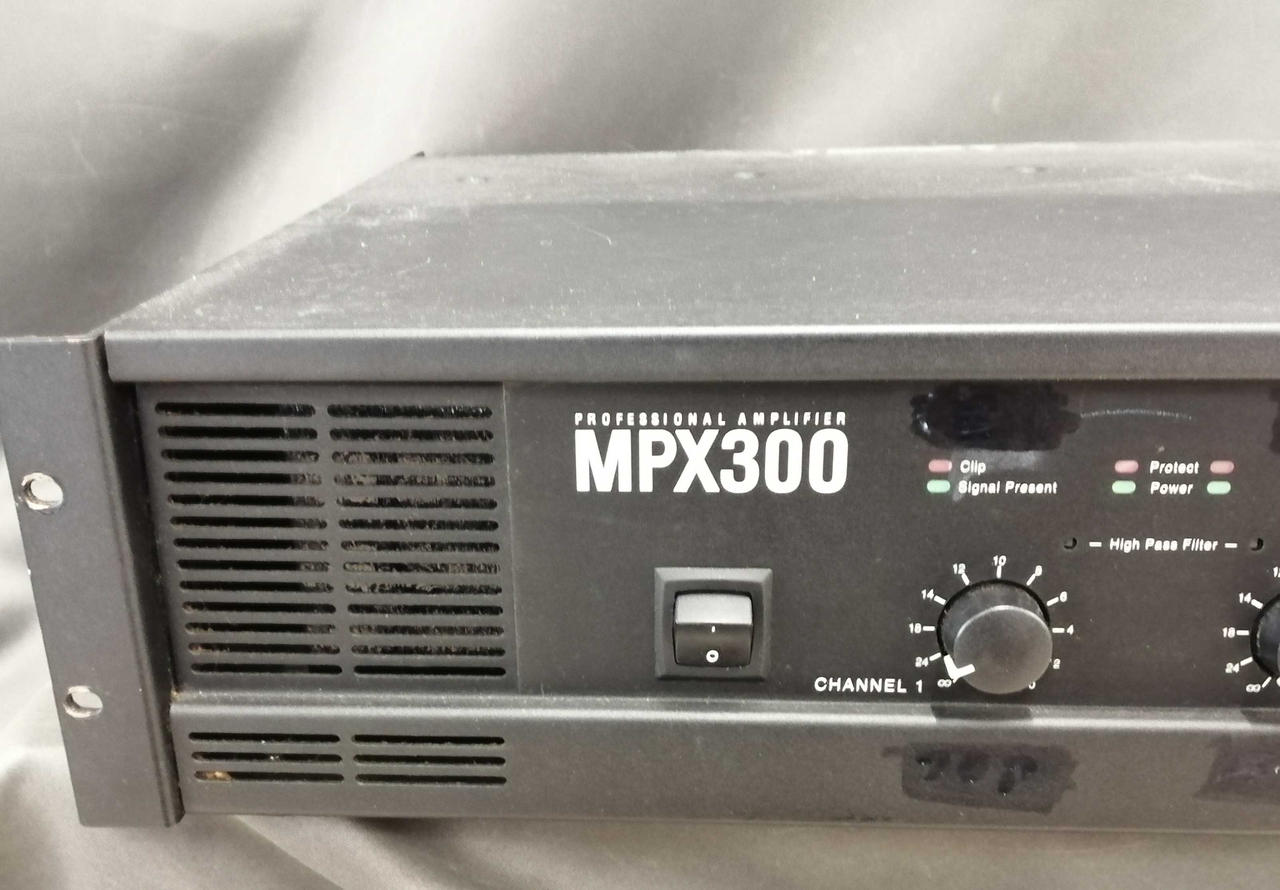 PROFESSIONAL AMPLIFIER
MPX300
Clip
Signal Present
Protect
Power
High Pass Filter
10
12
8
14
6
18
4
24
2
∞
0
CHANNEL 1
I
O
12
14
18
24
∞